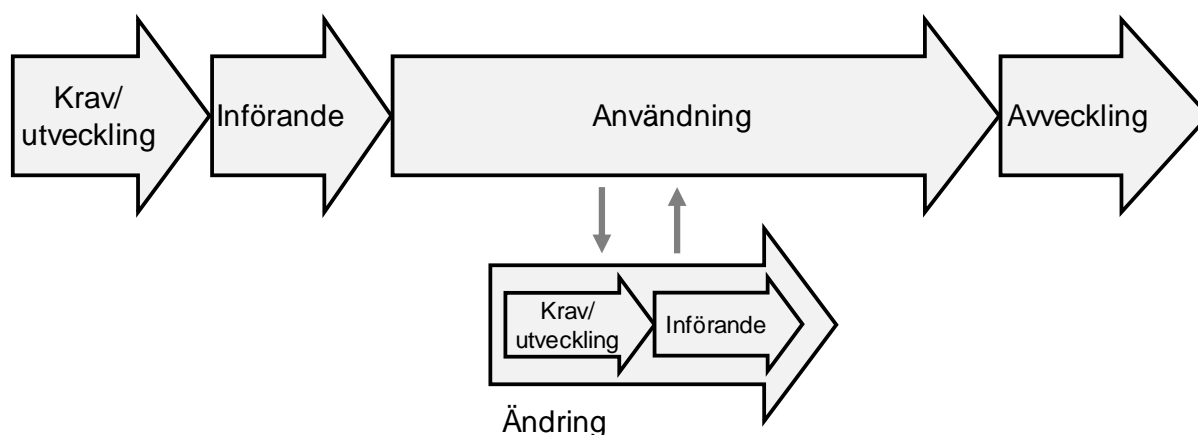 Krav/
utveckling
Införande
Användning
Avveckling
Krav/
utveckling
Införande
Ändring